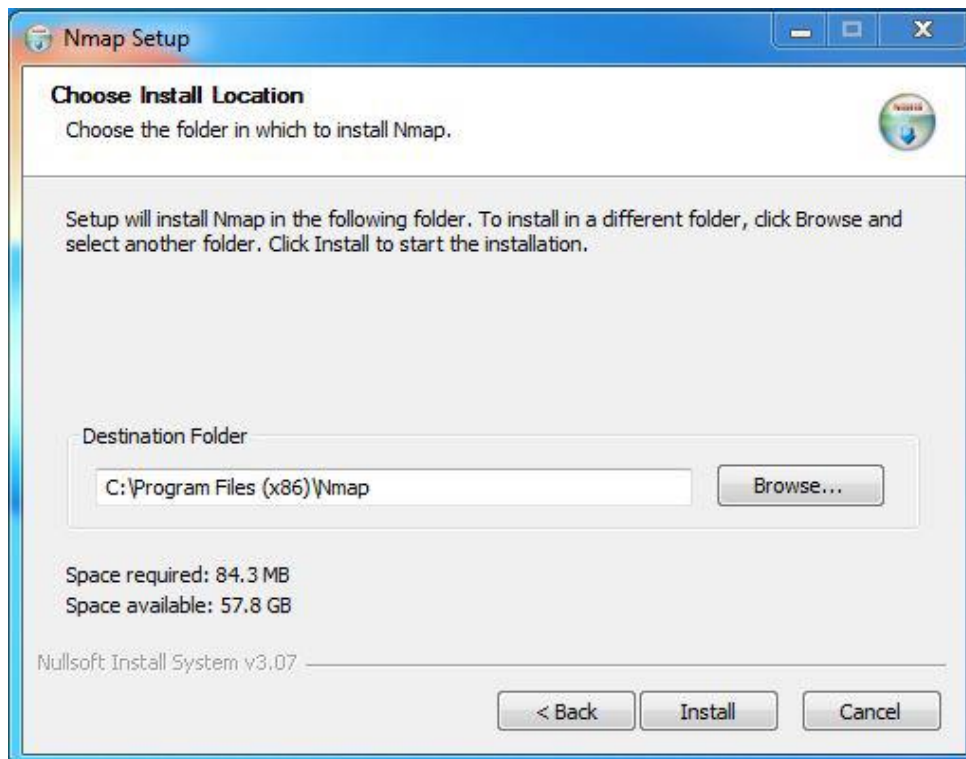 Nmap Setup
Choose Install Location
Choose the folder in which to install Nmap.
Setup will install Nmap in the following folder. To install in a different folder, click Browse and
select another folder. Click Install to start the installation.
Destination Folder
C:\Program Files (x86)\Nmap
Browse...
Space required: 84.3 MB
Space available: 57.8 GB
Nullsoft Install System v3.07
< Back
Install
Cancel